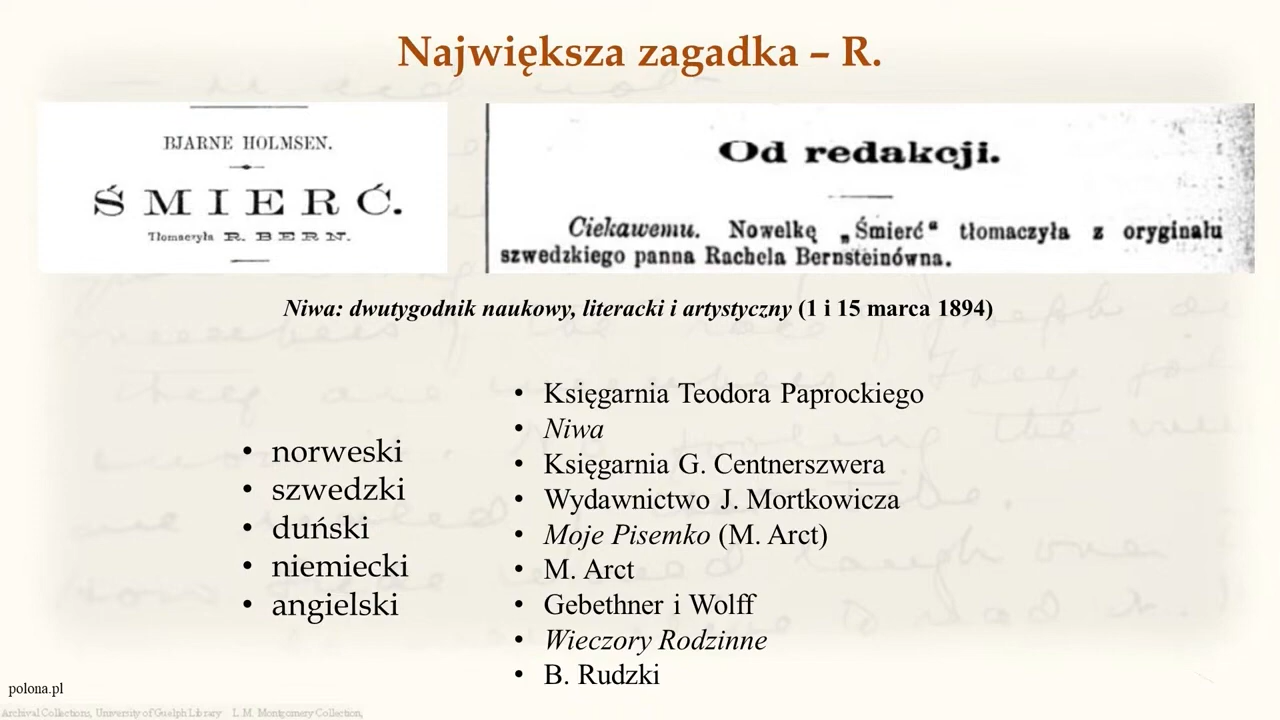 Największa zagadka – R.
BJARNE HOLMSEN.
ŚMIERĆ.
Tłomaczyła R. BERN.
Od redakcji.
Ciekawemu. Nowelkę „Śmierć“ tłomaczyła z oryginału
szwedzkiego panna Rachela Bernsteinówna.
Niwa: dwutygodnik naukowy, literacki i artystyczny (1 i 15 marca 1894)
• norweski
• szwedzki
• duński
• niemiecki
• angielski
• Księgarnia Teodora Paprockiego
• Niwa
• Księgarnia G. Centnerszwera
• Wydawnictwo J. Mortkowicza
• Moje Pisemko (M. Arct)
• M. Arct
• Gebethner i Wolff
• Wieczory Rodzinne
• B. Rudzki
polona.pl
Archival Collections, University of Guelph Library L. M. Montgomery Collection,